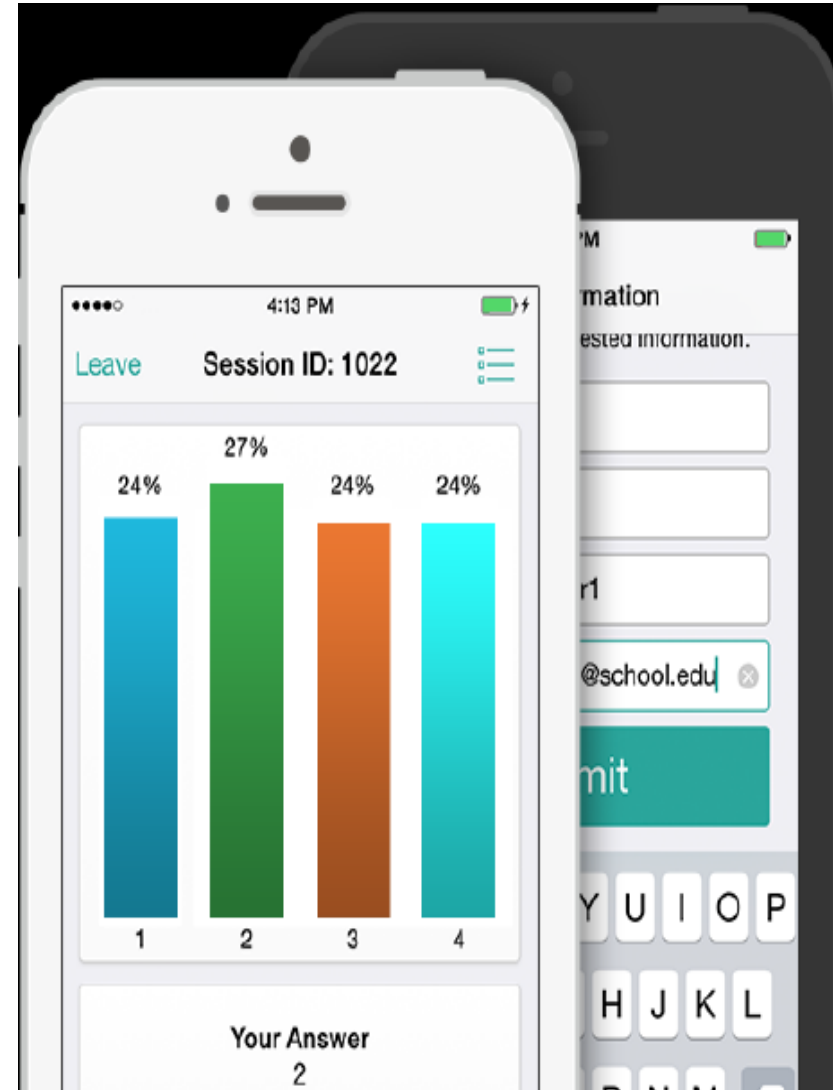 4:13 PM
Leave
Session ID: 1022
27%
24%
24%
24%
1
2
3
4
Your Answer
2
PM
mation
ested information.
r1
@school.edu
mit
Y U I O P
H J K L